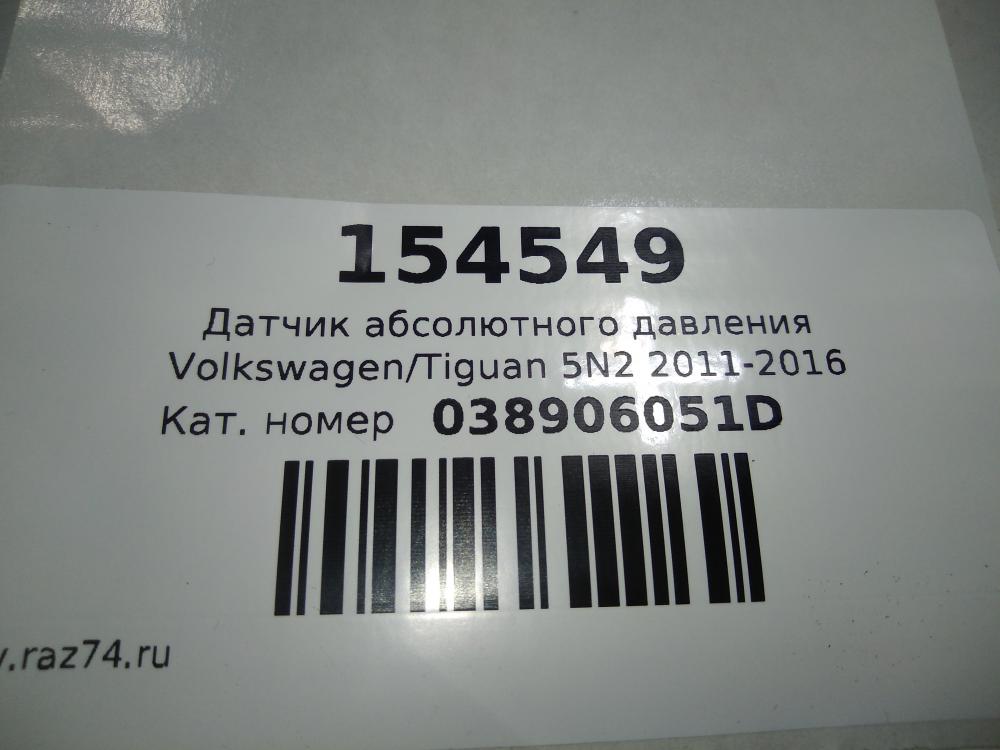 154549
Датчик абсолютного давления
Volkswagen/Tiguan 5N2 2011-2016
Кат. номер 038906051D
.raz74.ru